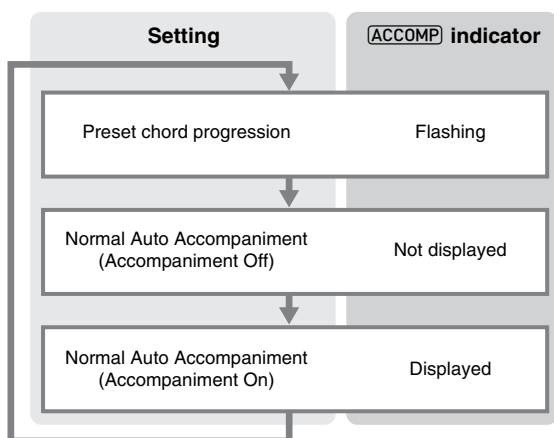 Setting
ACCOMP indicator
Preset chord progression
Flashing
Normal Auto Accompaniment
(Accompaniment Off)
Not displayed
Normal Auto Accompaniment
(Accompaniment On)
Displayed